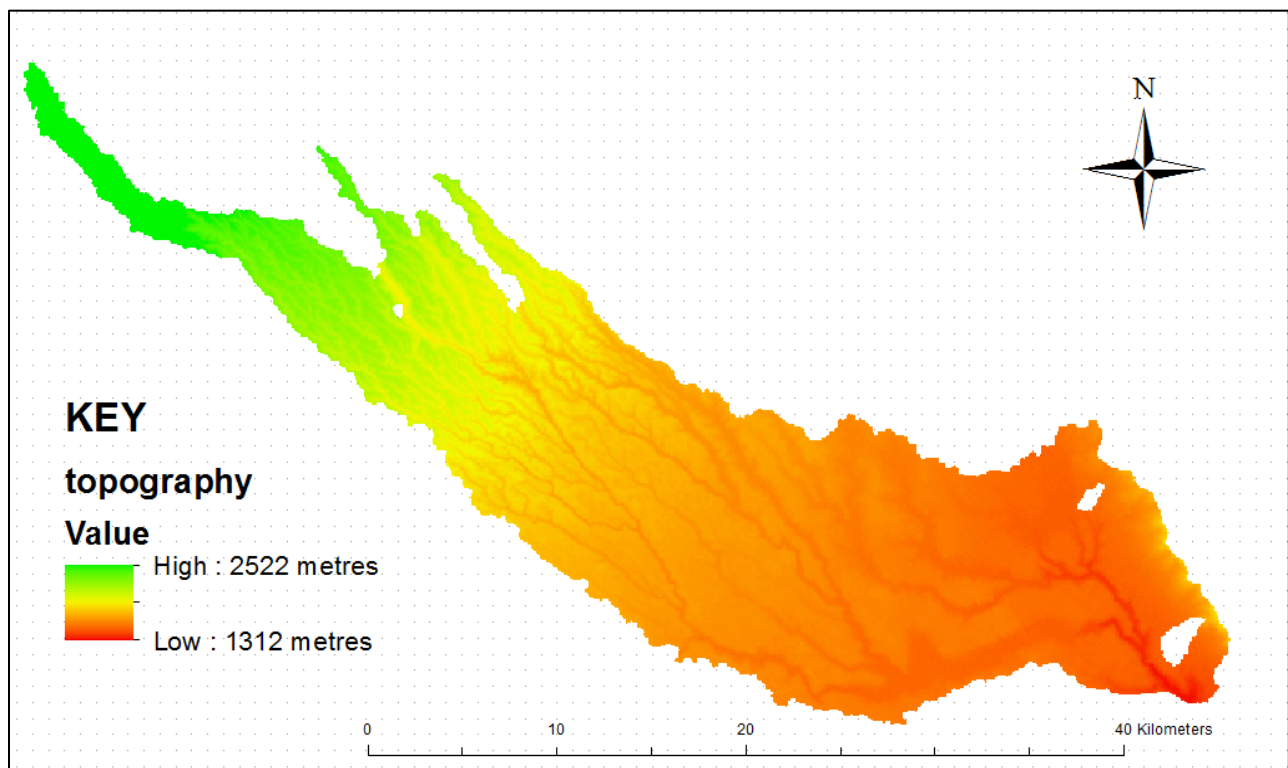 N
KEY
topography
Value
High : 2522 metres
Low : 1312 metres
0 10 20 40 Kilometers